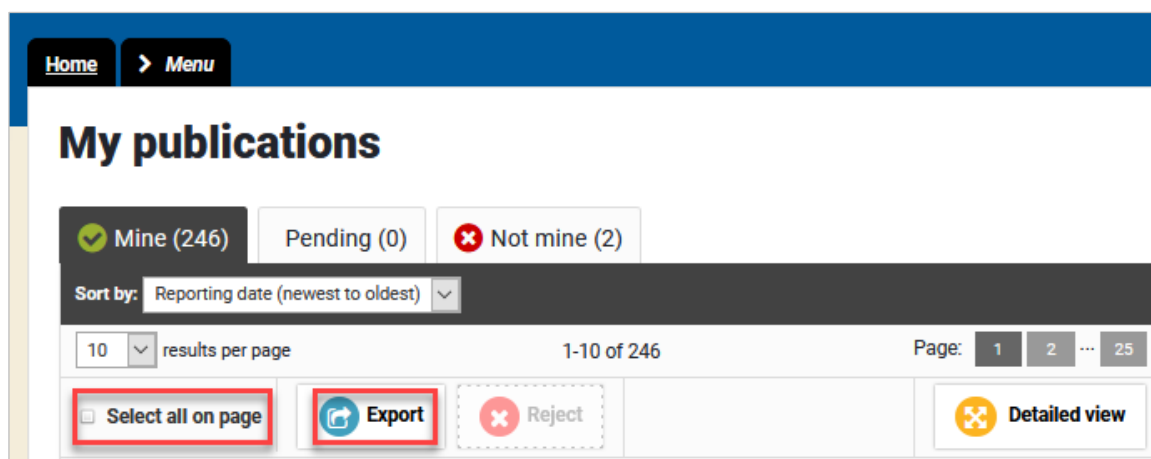 Home > Menu
My publications
Mine (246) Pending (0) Not mine (2)
Sort by: Reporting date (newest to oldest)
10 results per page 1-10 of 246 Page: 1 2 ... 25
Select all on page Export Reject Detailed view